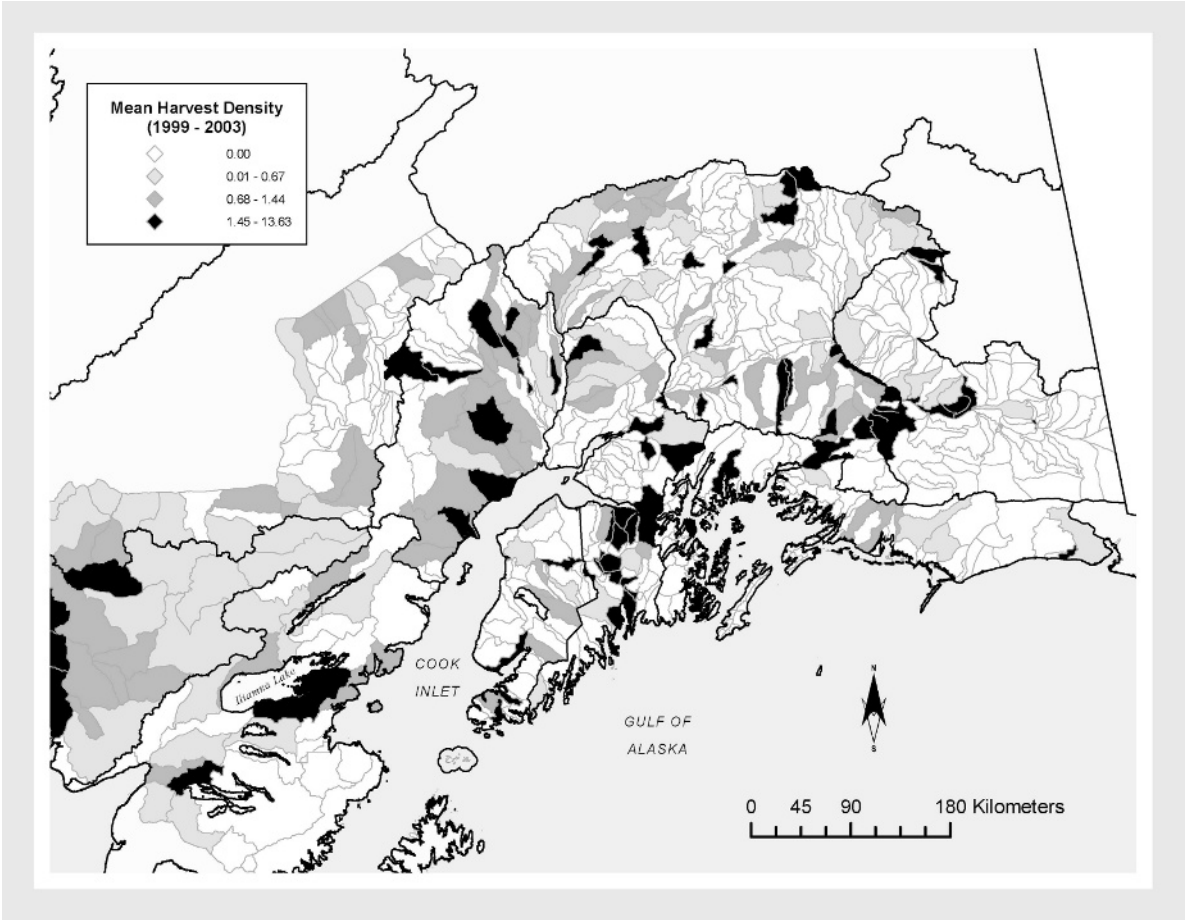 Mean Harvest Density
(1999 - 2003)
0.00
0.01 - 0.67
0.68 - 1.44
1.45 - 13.63
Iliamna Lake
COOK
INLET
GULF OF
ALASKA
N
S
0 45 90 180 Kilometers